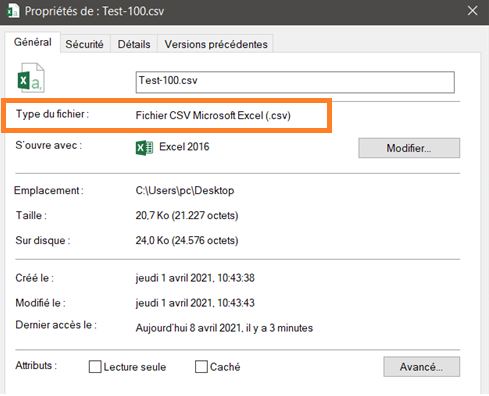 Propriétés de : Test-100.csv
Général Sécurité Détails Versions précédentes
Test-100.csv
Type du fichier : Fichier CSV Microsoft Excel (.csv)
S'ouvre avec : Excel 2016 Modifier...
Emplacement : C:\Users\pc\Desktop
Taille : 20,7 Ko (21.227 octets)
Sur disque : 24,0 Ko (24.576 octets)
Créé le : jeudi 1 avril 2021, 10:43:38
Modifié le : jeudi 1 avril 2021, 10:43:43
Dernier accès le : Aujourd'hui 8 avril 2021, il y a 3 minutes
Attributs : Lecture seule Caché Avancé...